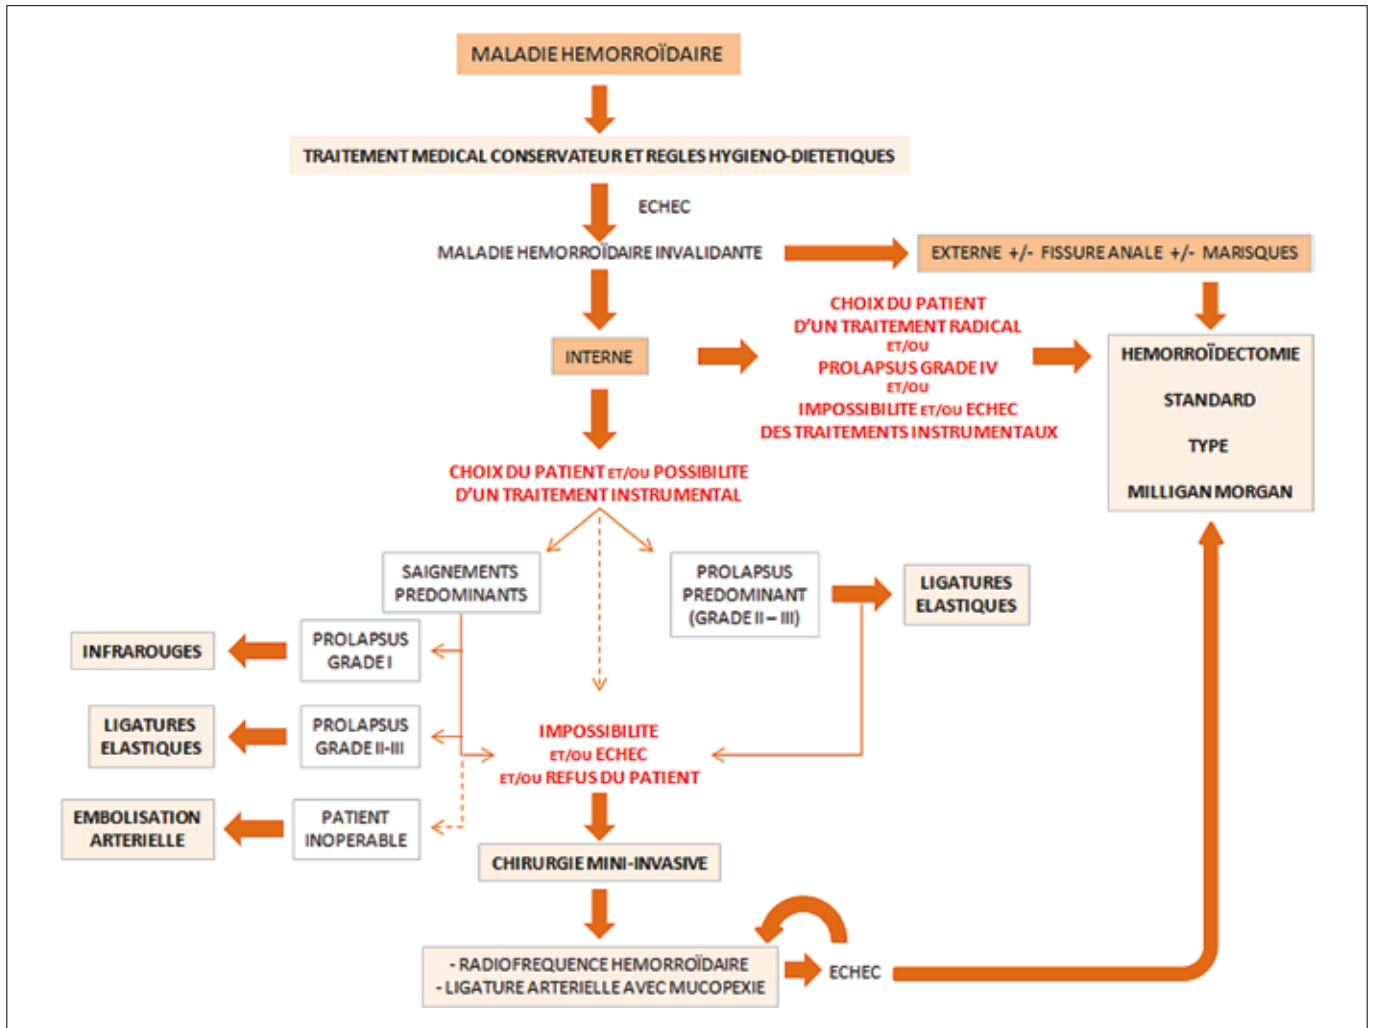 MALADIE HEMORROÏDAIRE
TRAITEMENT MEDICAL CONSERVATEUR ET REGLES HYGIENO-DIETETIQUES
ECHEC
MALADIE HEMORROÏDAIRE INVALIDANTE
EXTERNE +/- FISSURE ANALE +/- MARISQUES
INTERNE
CHOIX DU PATIENT
D'UN TRAITEMENT RADICAL
ET/OU
PROLAPSUS GRADE IV
ET/OU
IMPOSSIBILITE ET/OU ECHEC
DES TRAITEMENTS INSTRUMENTAUX
HEMORROÏDECTOMIE
STANDARD
TYPE
MILLIGAN MORGAN
CHOIX DU PATIENT ET/OU POSSIBILITE
D'UN TRAITEMENT INSTRUMENTAL
SAIGNEMENTS
PREDOMINANTS
PROLAPSUS
PREDOMINANT
(GRADE II – III)
LIGATURES
ELASTIQUES
INFRAROUGES
PROLAPSUS
GRADE I
LIGATURES
ELASTIQUES
PROLAPSUS
GRADE II-III
IMPOSSIBILITE
ET/OU ECHEC
ET/OU REFUS DU PATIENT
EMBOLISATION
ARTERIELLE
PATIENT
INOPERABLE
CHIRURGIE MINI-INVASIVE
- RADIOFREQUENCE HEMORROÏDAIRE
- LIGATURE ARTERIELLE AVEC MUCOPEXIE
ECHEC